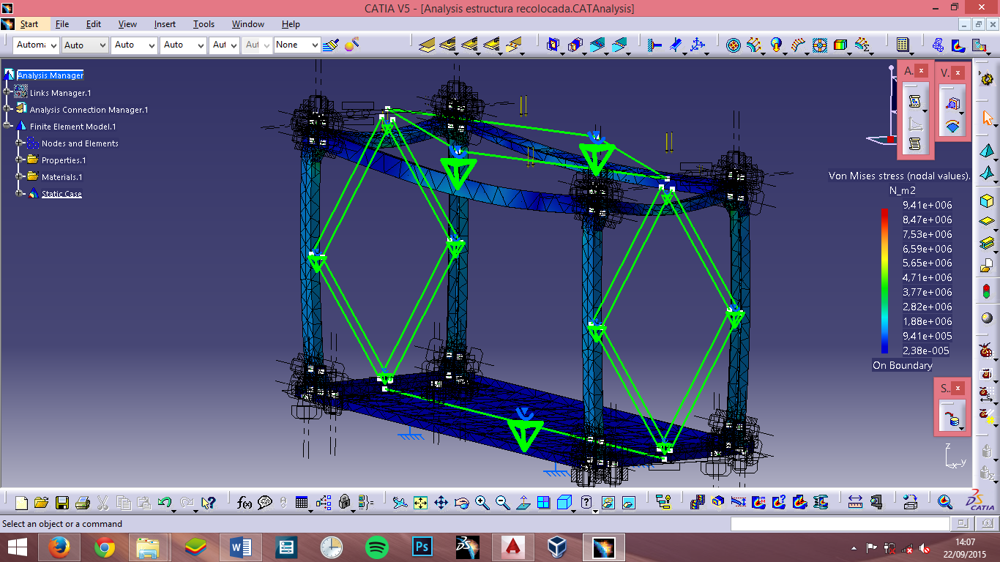 CATIA V5 - [Analysis estructura recolocada.CATAnalysis]
Start File Edit View Insert Tools Window Help
Automa Auto Auto Auto Aut Aut None
A.. V..
Analysis Manager
Links Manager.1
Analysis Connection Manager.1
Finite Element Model.1
Nodes and Elements
Properties.1
Materials.1
Static Case
Von Mises stress (nodal values).
N_m2
9,41e+006
8,47e+006
7,53e+006
6,59e+006
5,65e+006
4,71e+006
3,77e+006
2,82e+006
1,88e+006
9,41e+005
2,38e-005
On Boundary
S..
z
x y
f(x)
CATIA
Select an object or a command
Ps
14:07
22/09/2015